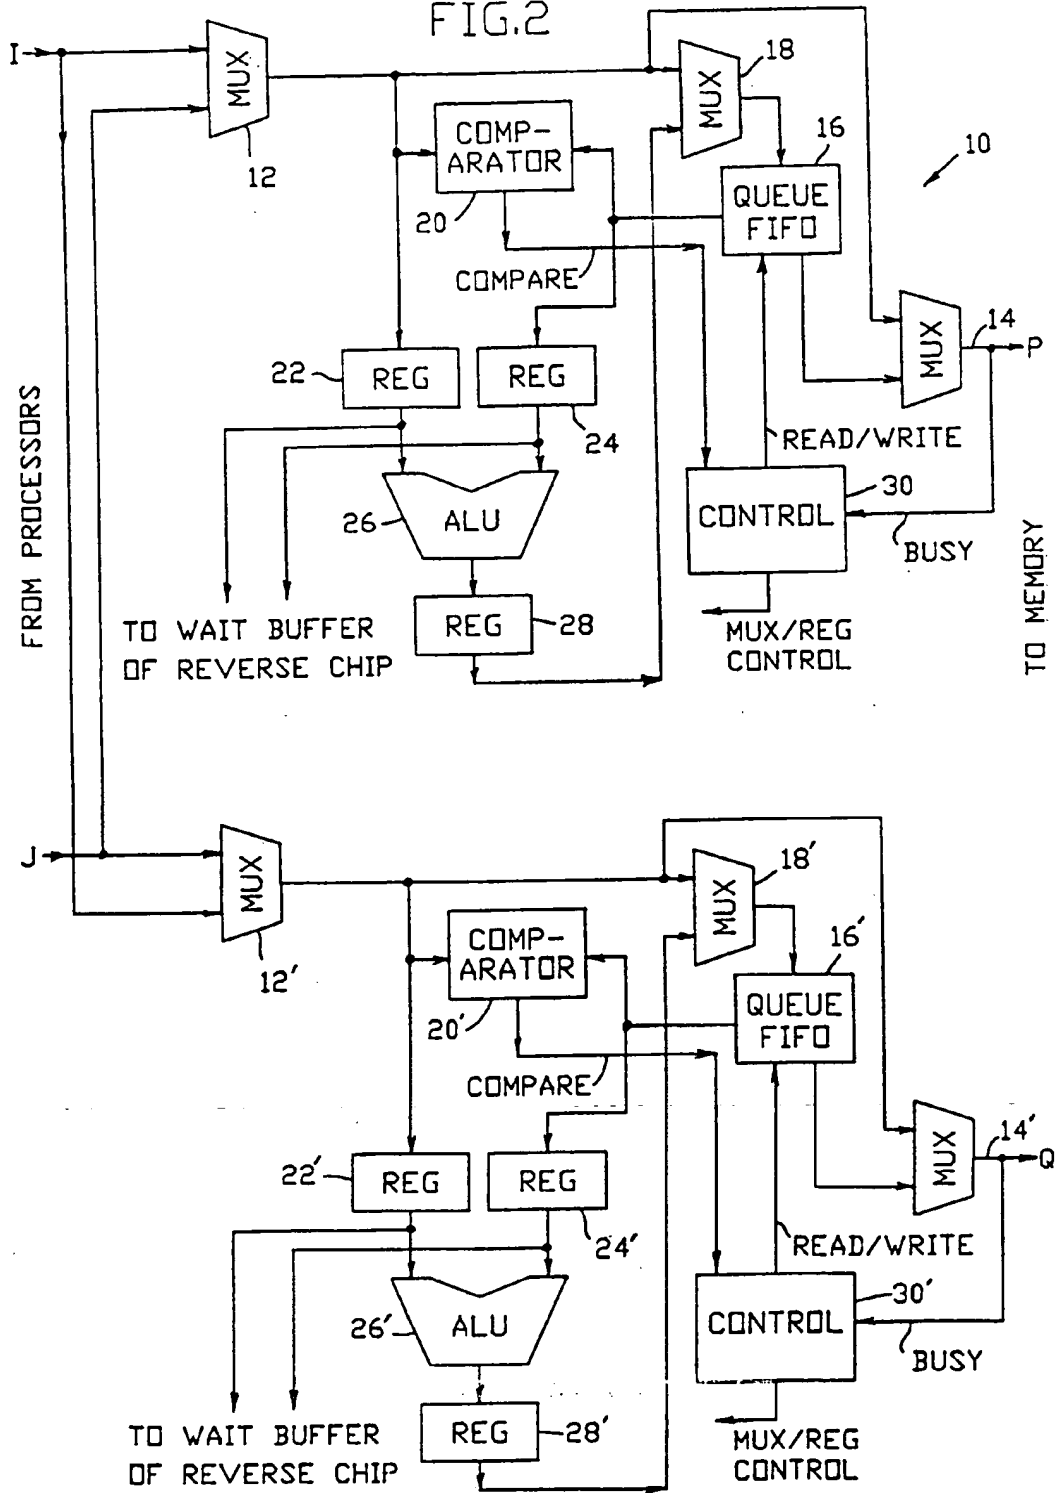 FIG.2
I
MUX
12
MUX
18
COMP-
ARATOR
20
16
QUEUE
FIFO
10
COMPARE
MUX
14
P
22
REG
REG
24
READ/WRITE
FROM PROCESSORS
26
ALU
CONTROL
30
BUSY
TO MEMORY
TO WAIT BUFFER
OF REVERSE CHIP
REG
28
MUX/REG
CONTROL
J
MUX
12'
MUX
18'
COMP-
ARATOR
20'
16'
QUEUE
FIFO
COMPARE
MUX
14'
Q
22'
REG
REG
24'
READ/WRITE
26'
ALU
CONTROL
30'
BUSY
TO WAIT BUFFER
OF REVERSE CHIP
REG
28'
MUX/REG
CONTROL